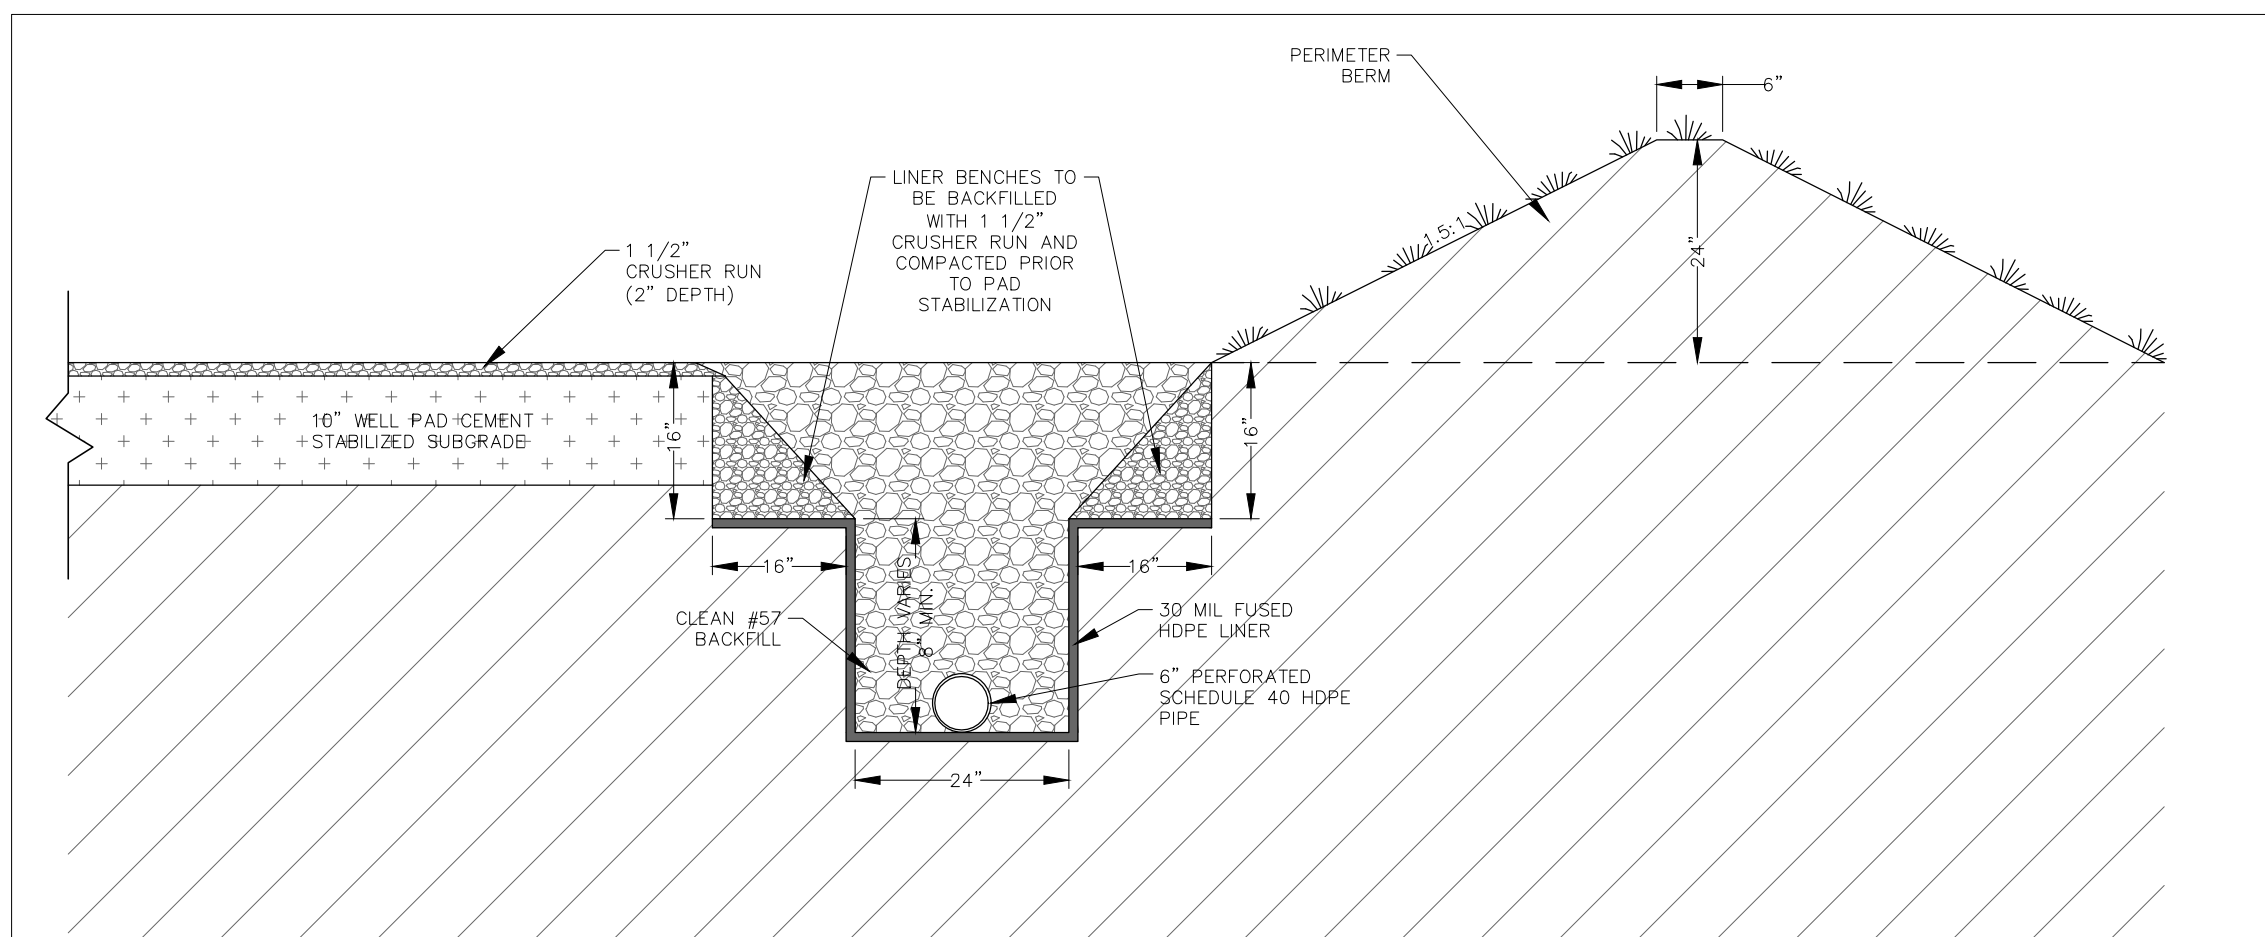 PERIMETER
BERM
6”
LINER BENCHES TO
BE BACKFILLED
WITH 1 1/2”
CRUSHER RUN AND
COMPACTED PRIOR
TO PAD
STABILIZATION
1.5:1
24”
1 1/2”
CRUSHER RUN
(2” DEPTH)
10” WELL PAD CEMENT
STABILIZED SUBGRADE
16”
16”
16”
16”
DEPTH VARIES
8” MIN.
CLEAN #57
BACKFILL
30 MIL FUSED
HDPE LINER
6” PERFORATED
SCHEDULE 40 HDPE
PIPE
24”